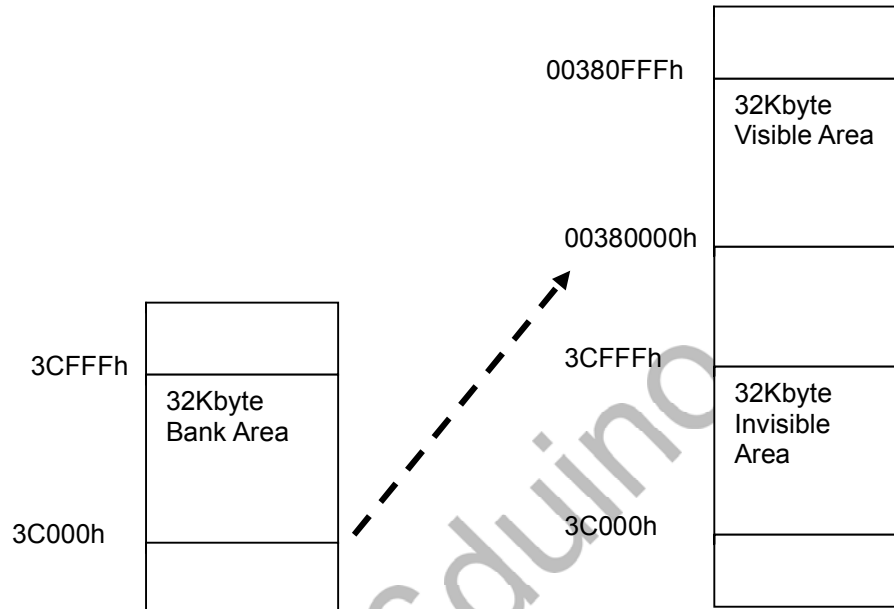 00380FFFh
32Kbyte
Visible Area
00380000h
3CFFFh
32Kbyte
Bank Area
3C000h
3CFFFh
32Kbyte
Invisible
Area
3C000h